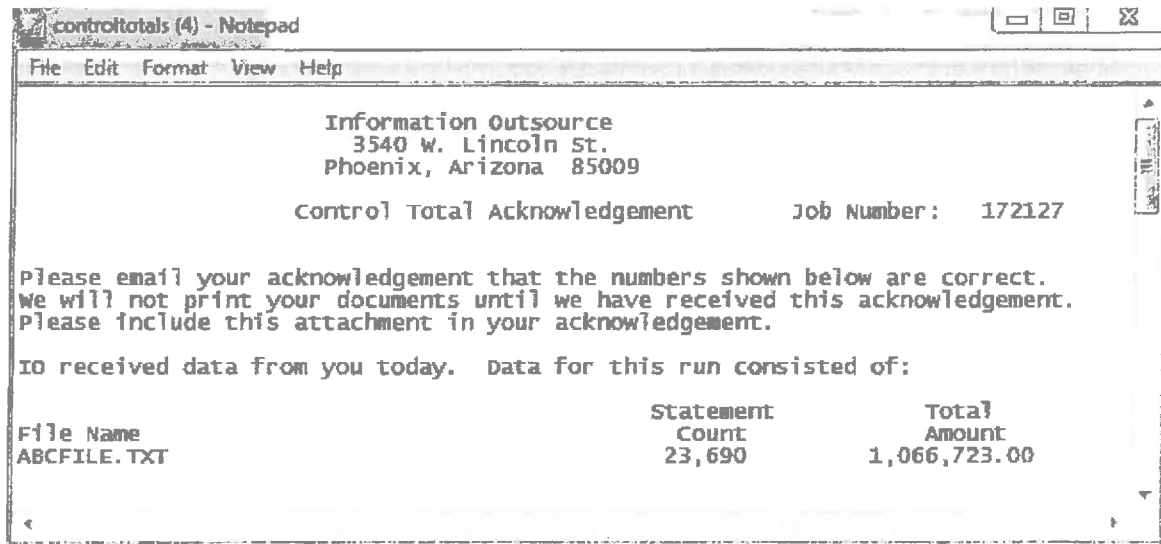 controltotals (4) - Notepad
File Edit Format View Help
Information Outsource
3540 W. Lincoln St.
Phoenix, Arizona 85009
Control Total Acknowledgement Job Number: 172127
Please email your acknowledgement that the numbers shown below are correct.
We will not print your documents until we have received this acknowledgement.
Please include this attachment in your acknowledgement.
IO received data from you today. Data for this run consisted of:
Statement Total
File Name Count Amount
ABCFILE.TXT 23,690 1,066,723.00